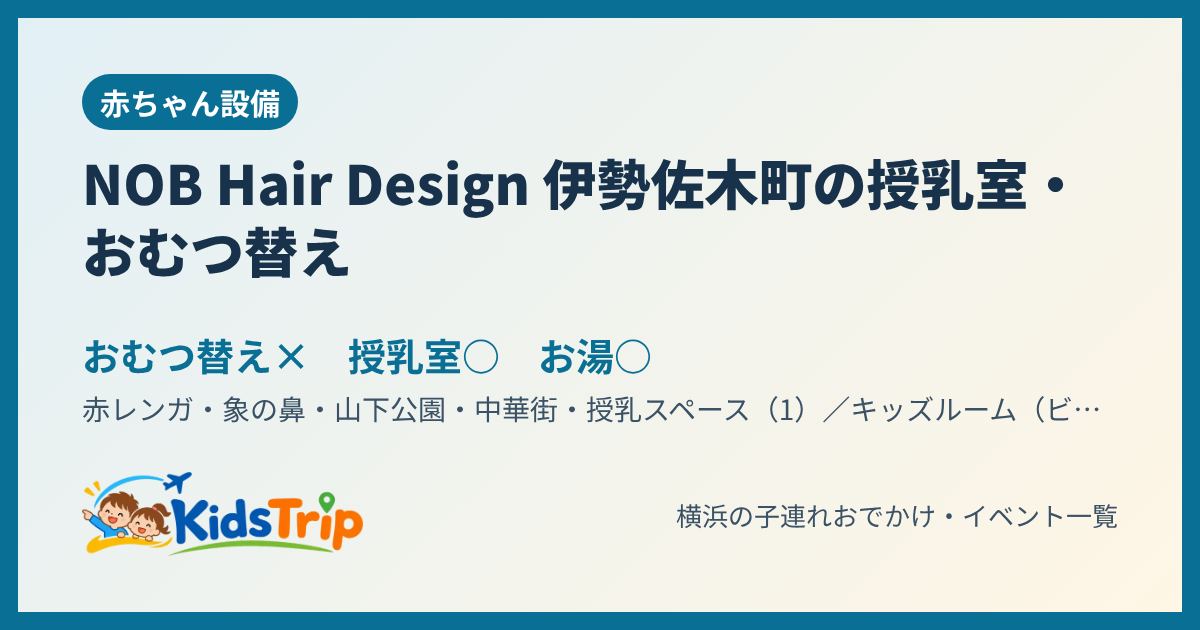 赤ちゃん設備
NOB Hair Design 伊勢佐木町の授乳室・
おむつ替え
おむつ替え×　授乳室○　お湯○
赤レンガ・象の鼻・山下公園・中華街・授乳スペース（1）／キッズルーム（ビ…
KidsTrip
横浜の子連れおでかけ・イベント一覧